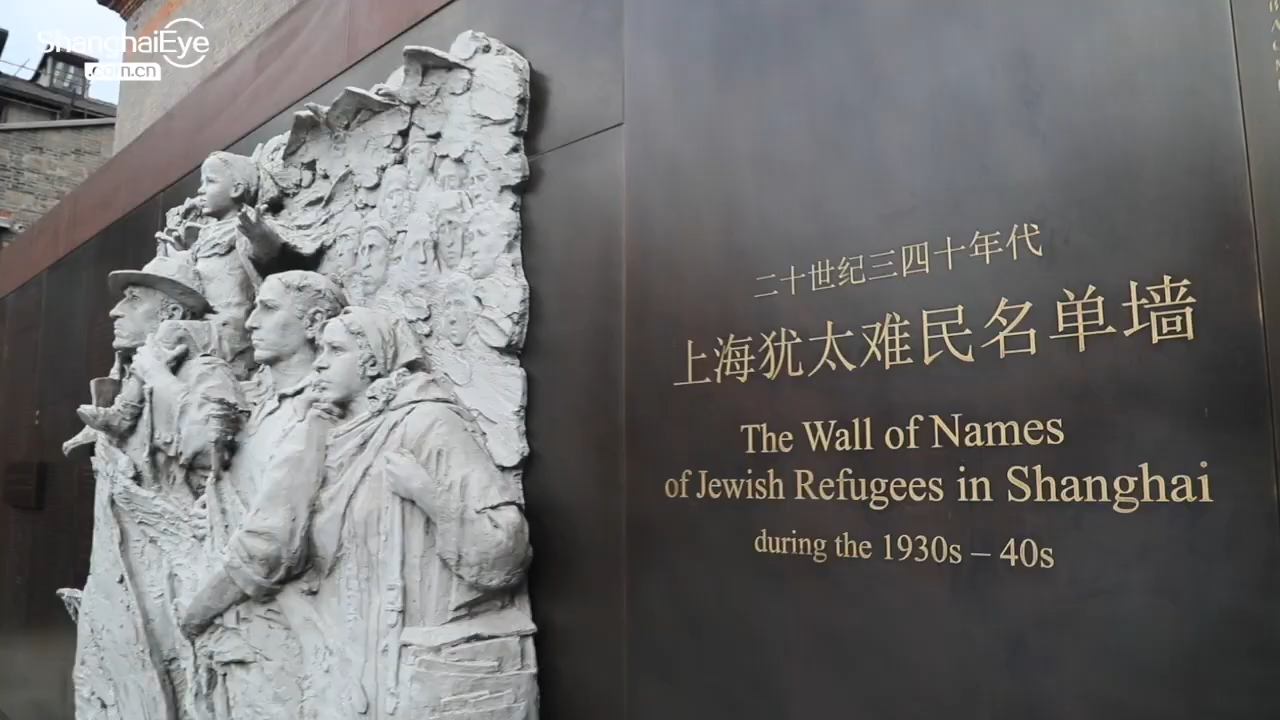 ShanghaiEye
.com.cn
二十世纪三四十年代
上海犹太难民名单墙
The Wall of Names
of Jewish Refugees in Shanghai
during the 1930s – 40s